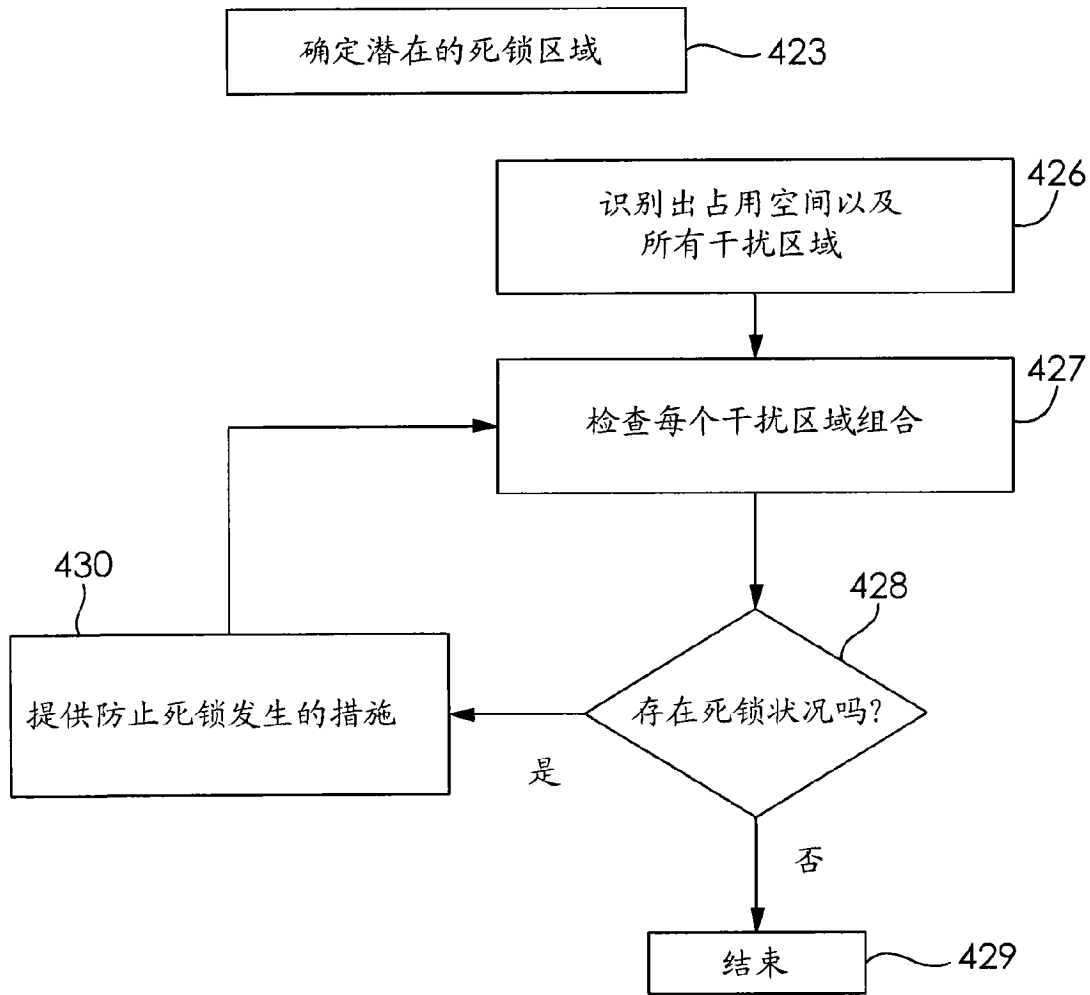 确定潜在的死锁区域
423
识别出占用空间以及
所有干扰区域
426
检查每个干扰区域组合
427
428
存在死锁状况吗?
是
430
提供防止死锁发生的措施
否
结束
429